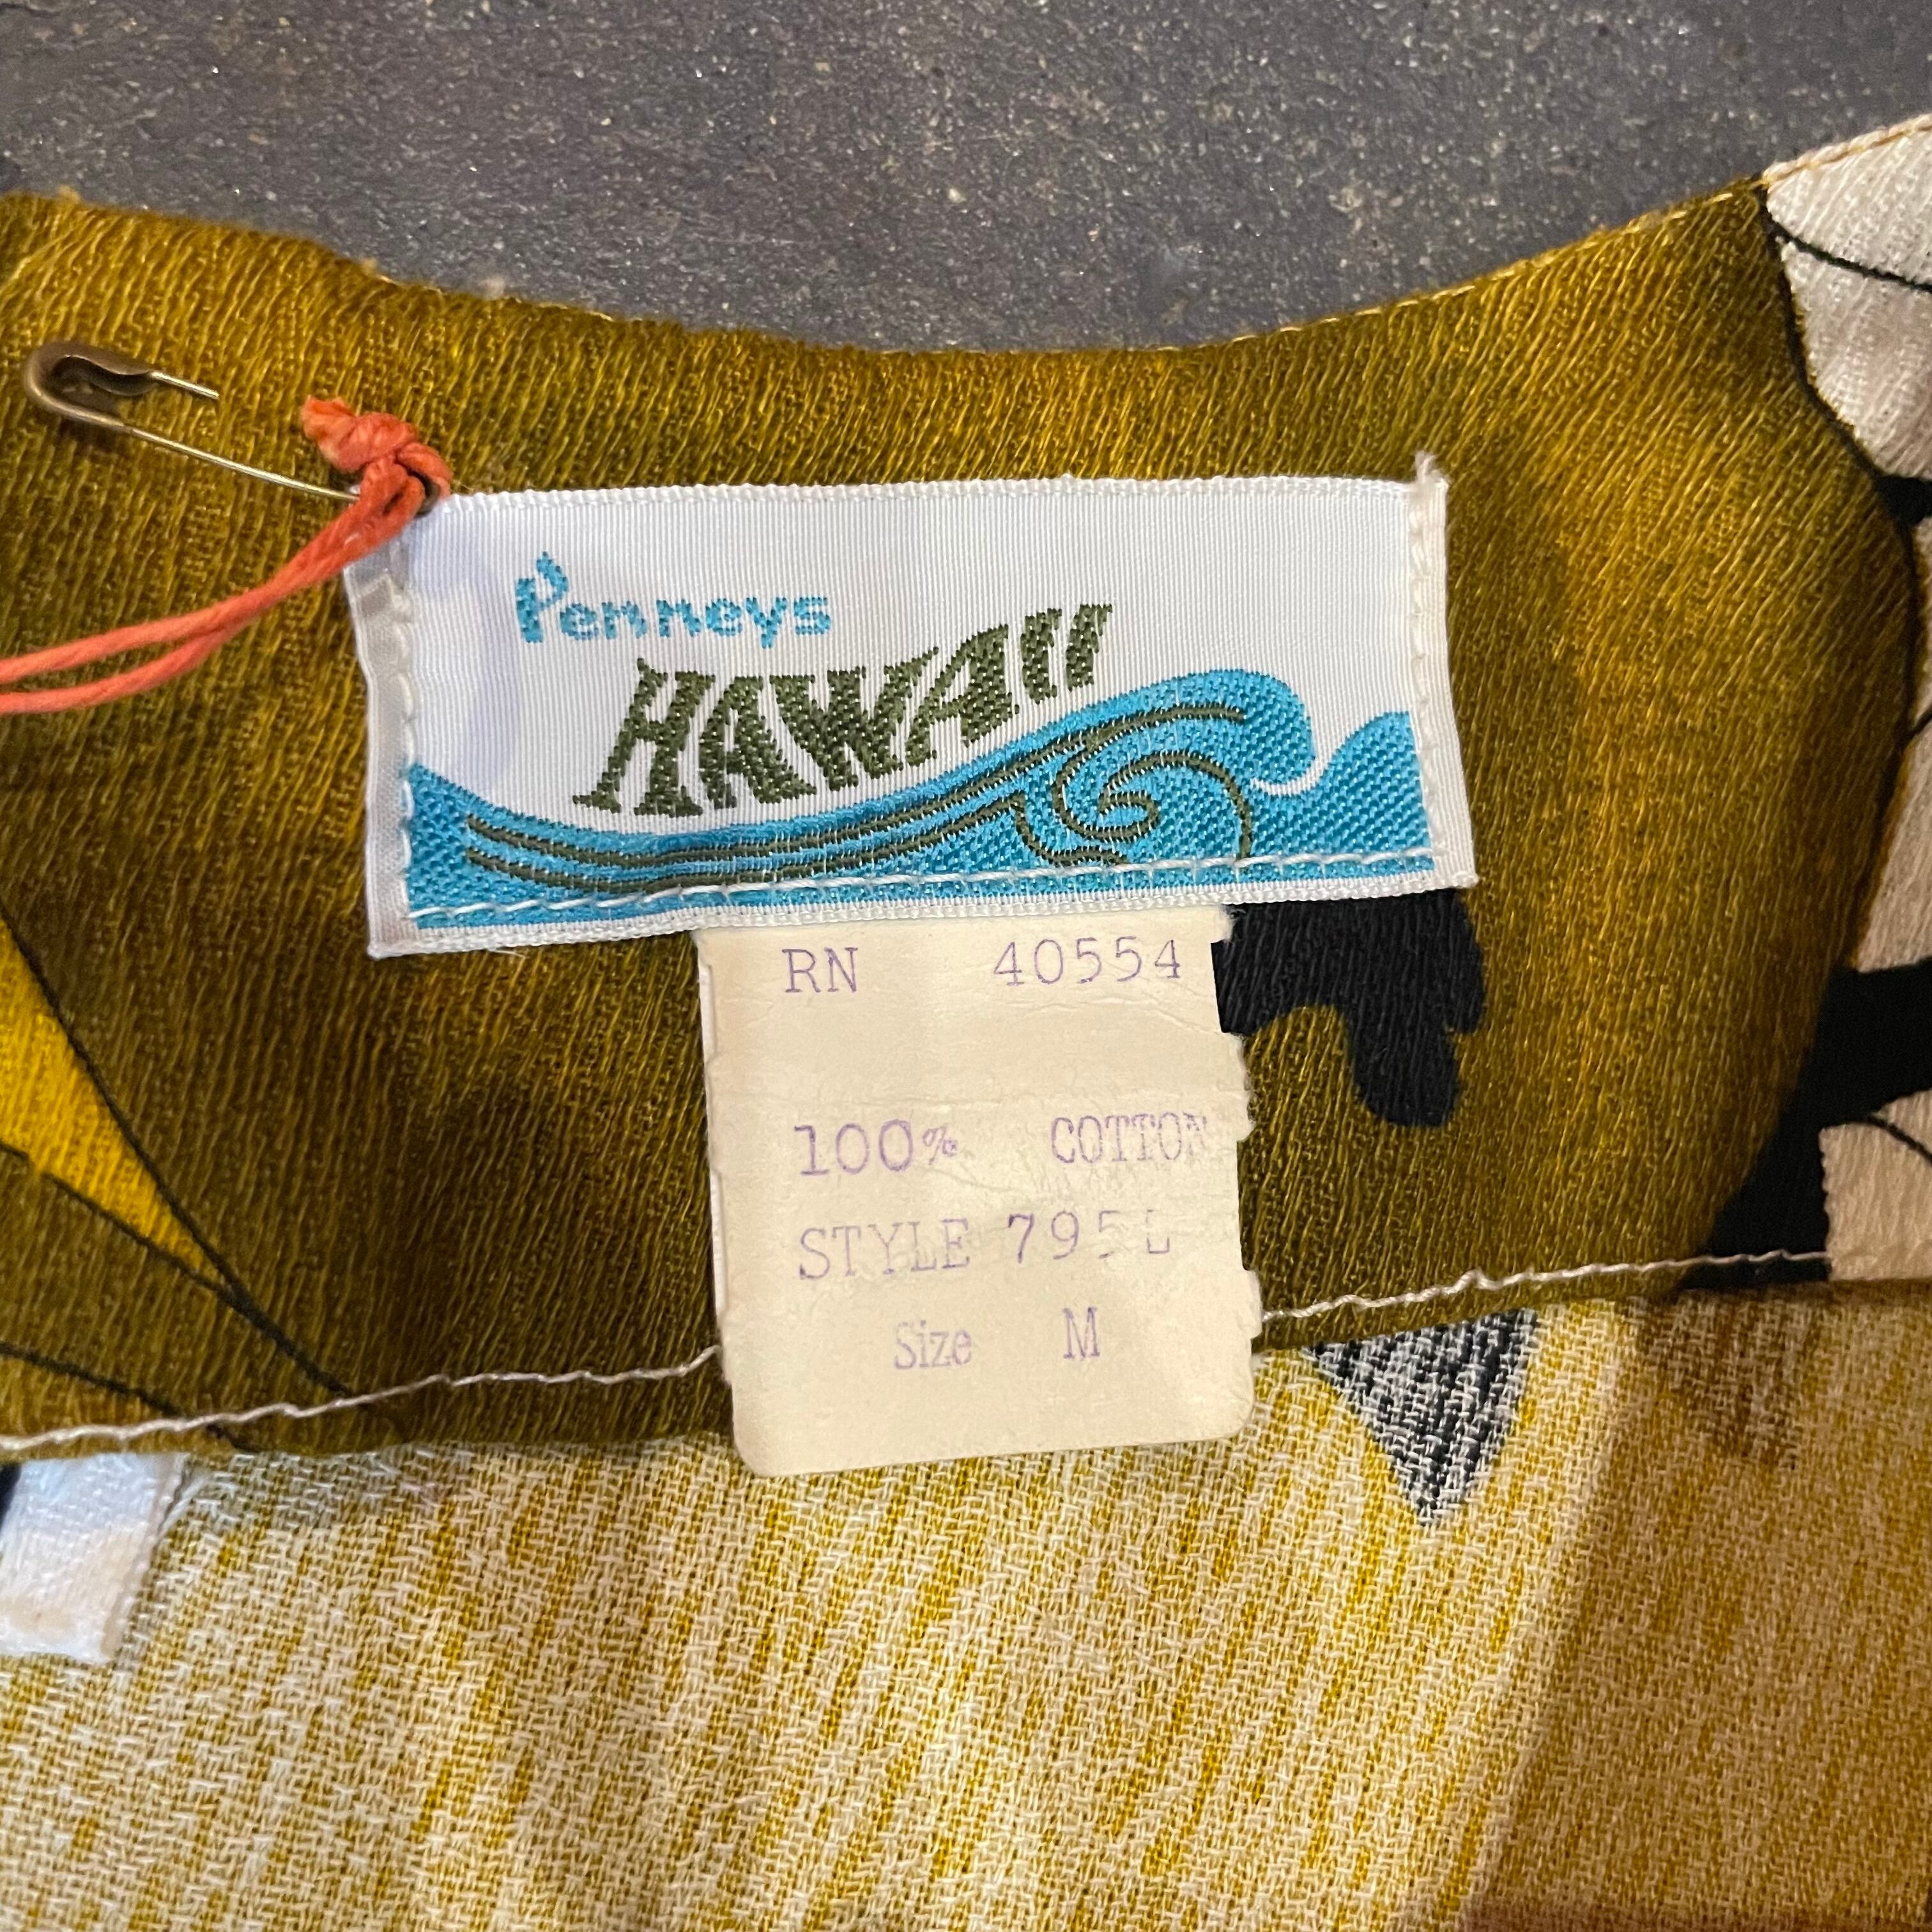 Penneys
HAWAII
RN 40554
100% COTTON
STYLE 795L
Size M